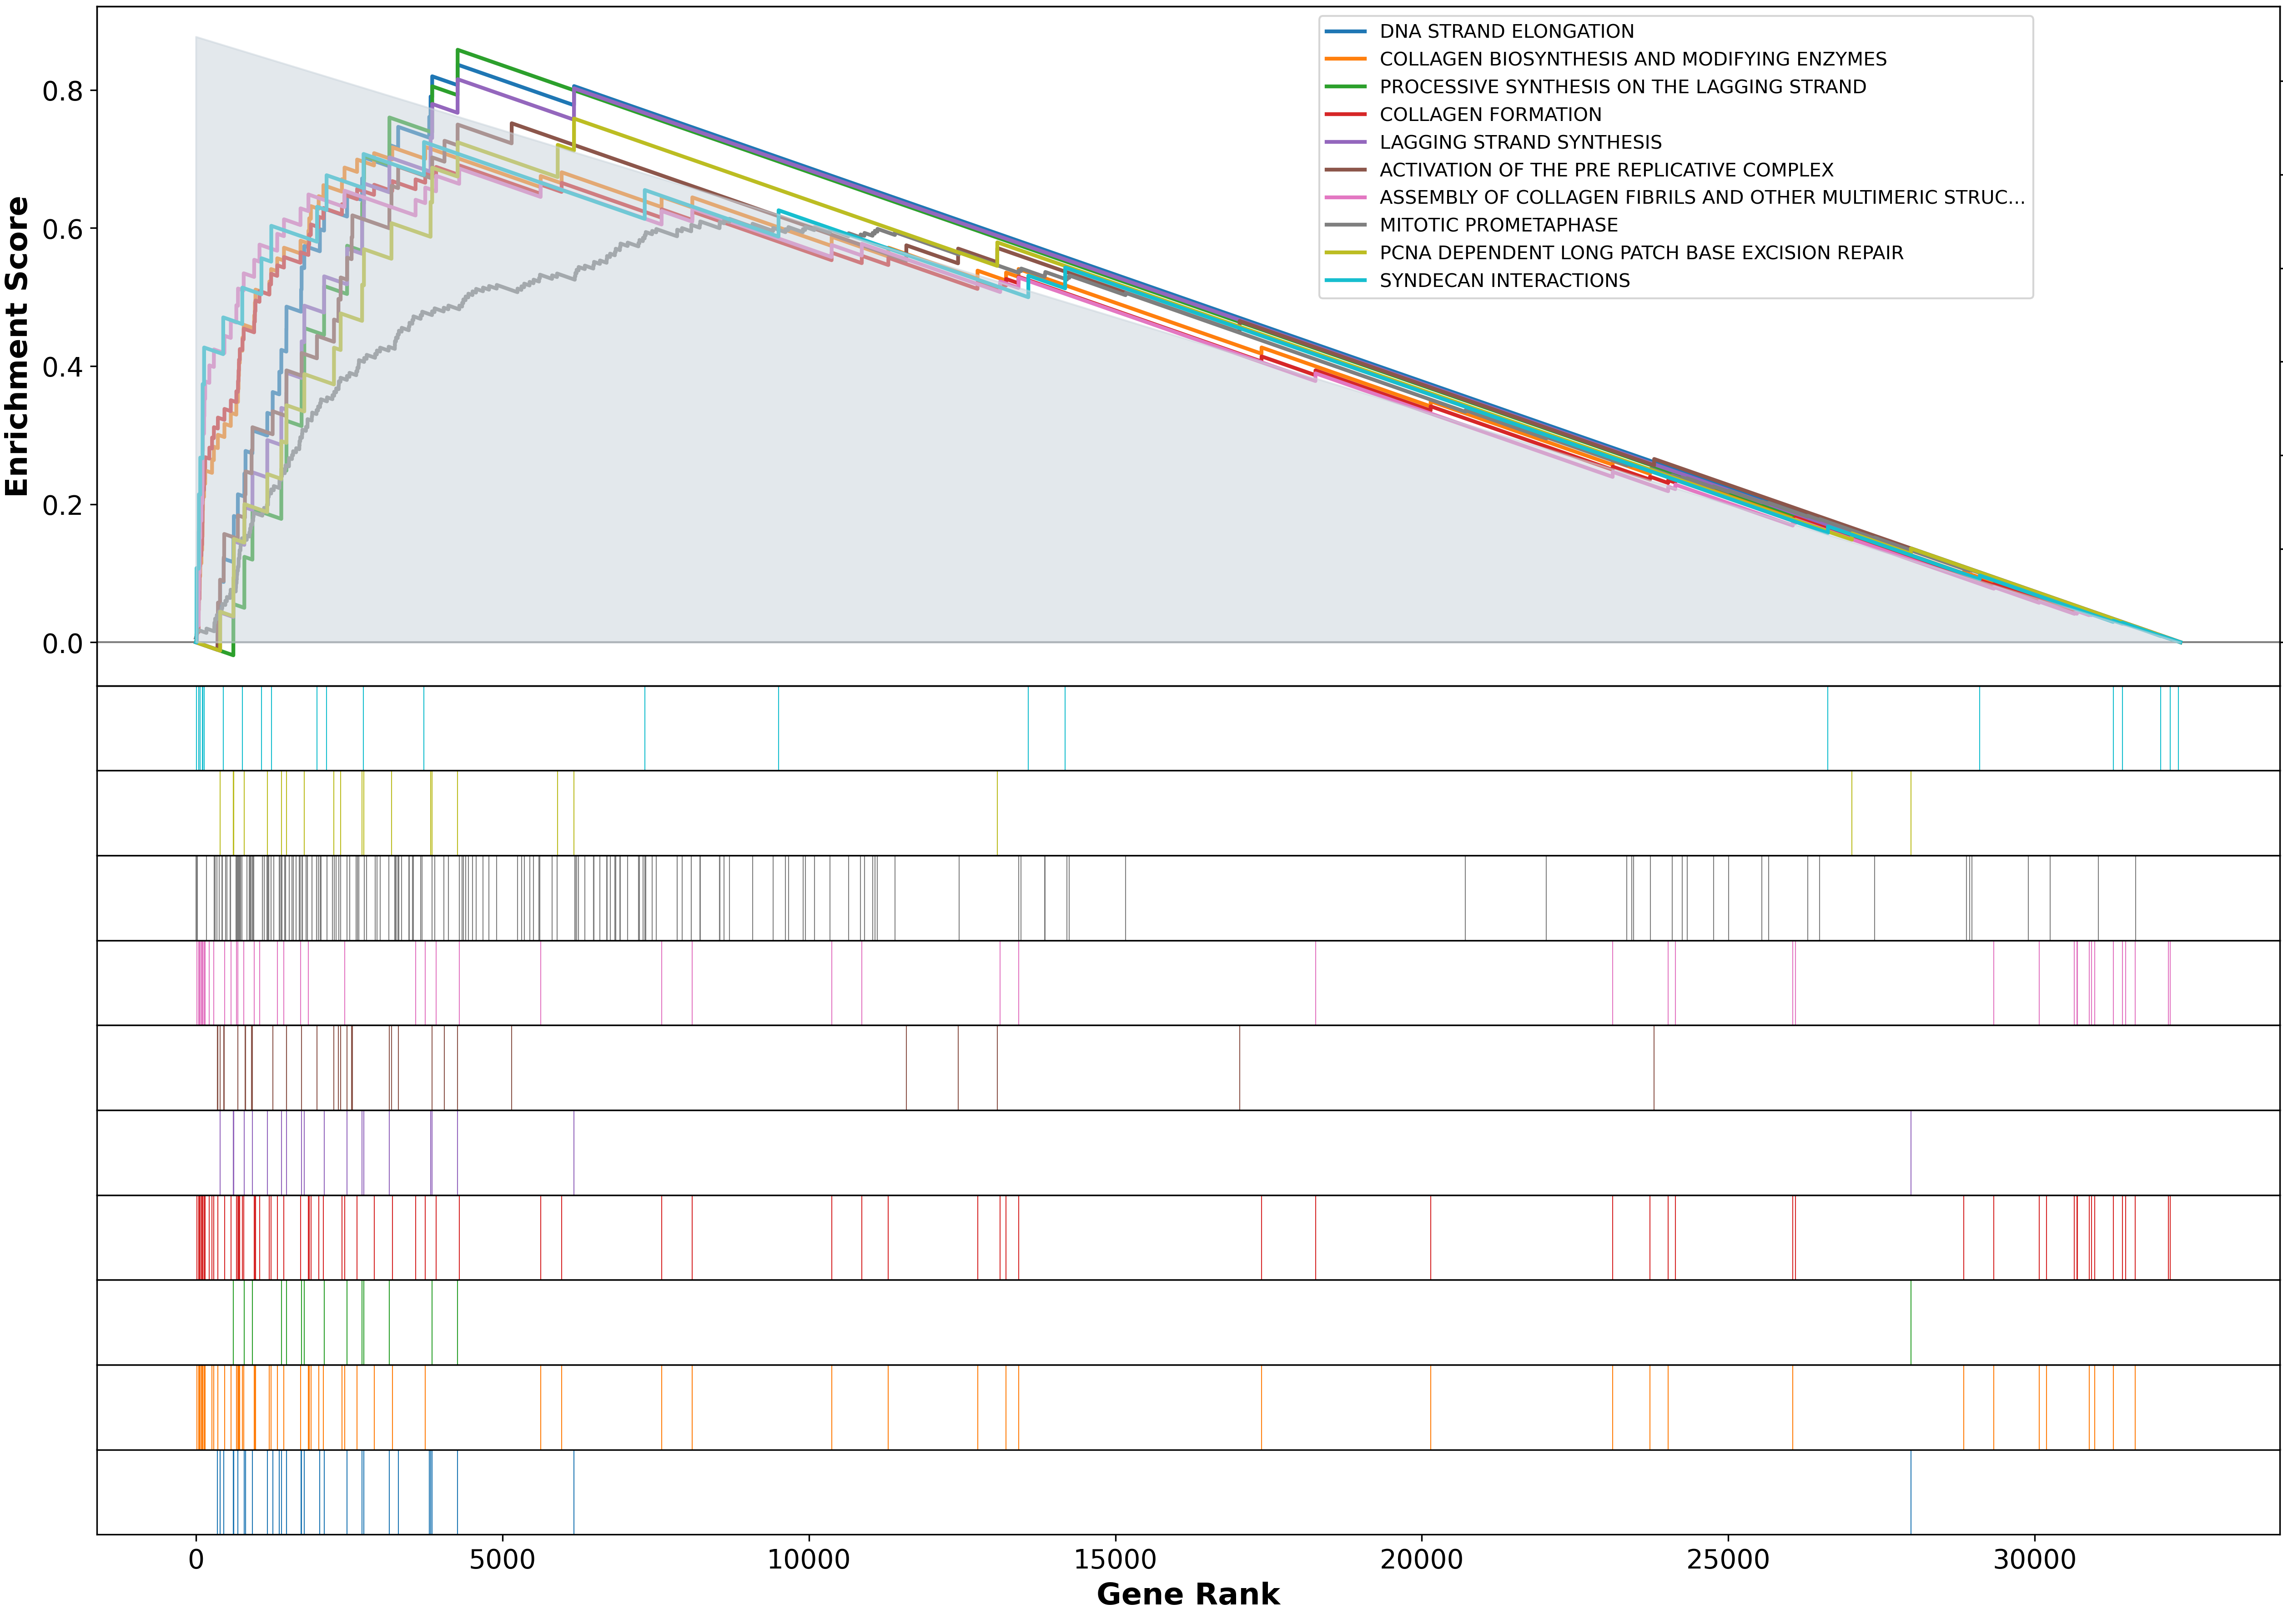 DNA STRAND ELONGATION
COLLAGEN BIOSYNTHESIS AND MODIFYING ENZYMES
PROCESSIVE SYNTHESIS ON THE LAGGING STRAND
COLLAGEN FORMATION
LAGGING STRAND SYNTHESIS
ACTIVATION OF THE PRE REPLICATIVE COMPLEX
ASSEMBLY OF COLLAGEN FIBRILS AND OTHER MULTIMERIC STRUC...
MITOTIC PROMETAPHASE
PCNA DEPENDENT LONG PATCH BASE EXCISION REPAIR
SYNDECAN INTERACTIONS
Enrichment Score
0.8
0.6
0.4
0.2
0.0
0 5000 10000 15000 20000 25000 30000
Gene Rank